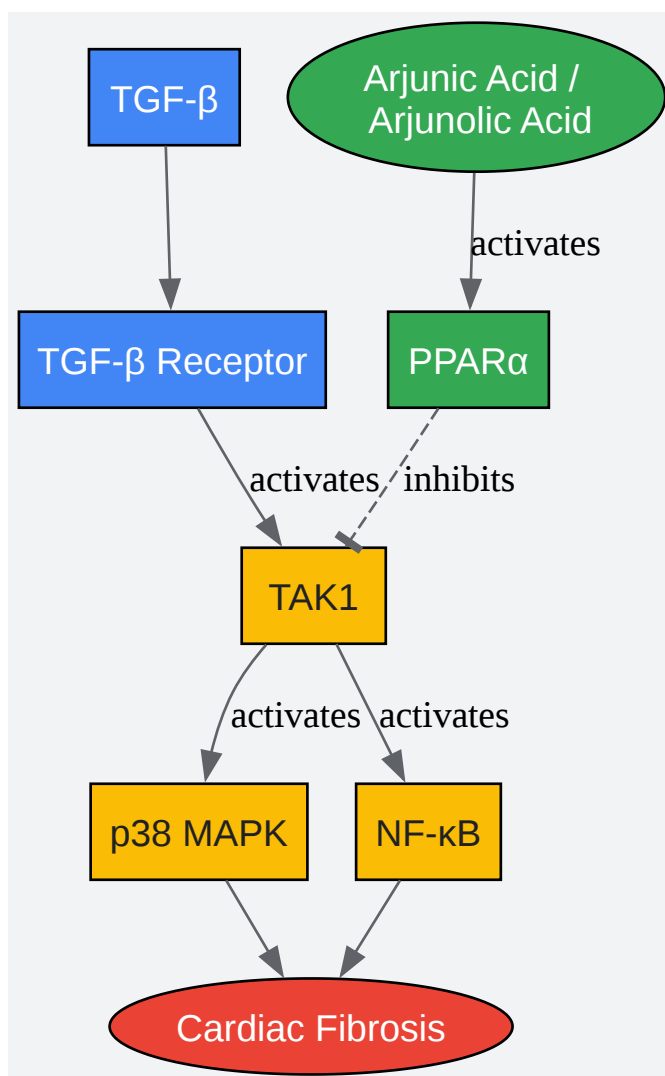 TGF-β
Arjunic Acid /
Arjunolic Acid
activates
TGF-β Receptor
PPARα
activates
inhibits
TAK1
activates
activates
p38 MAPK
NF-κB
Cardiac Fibrosis